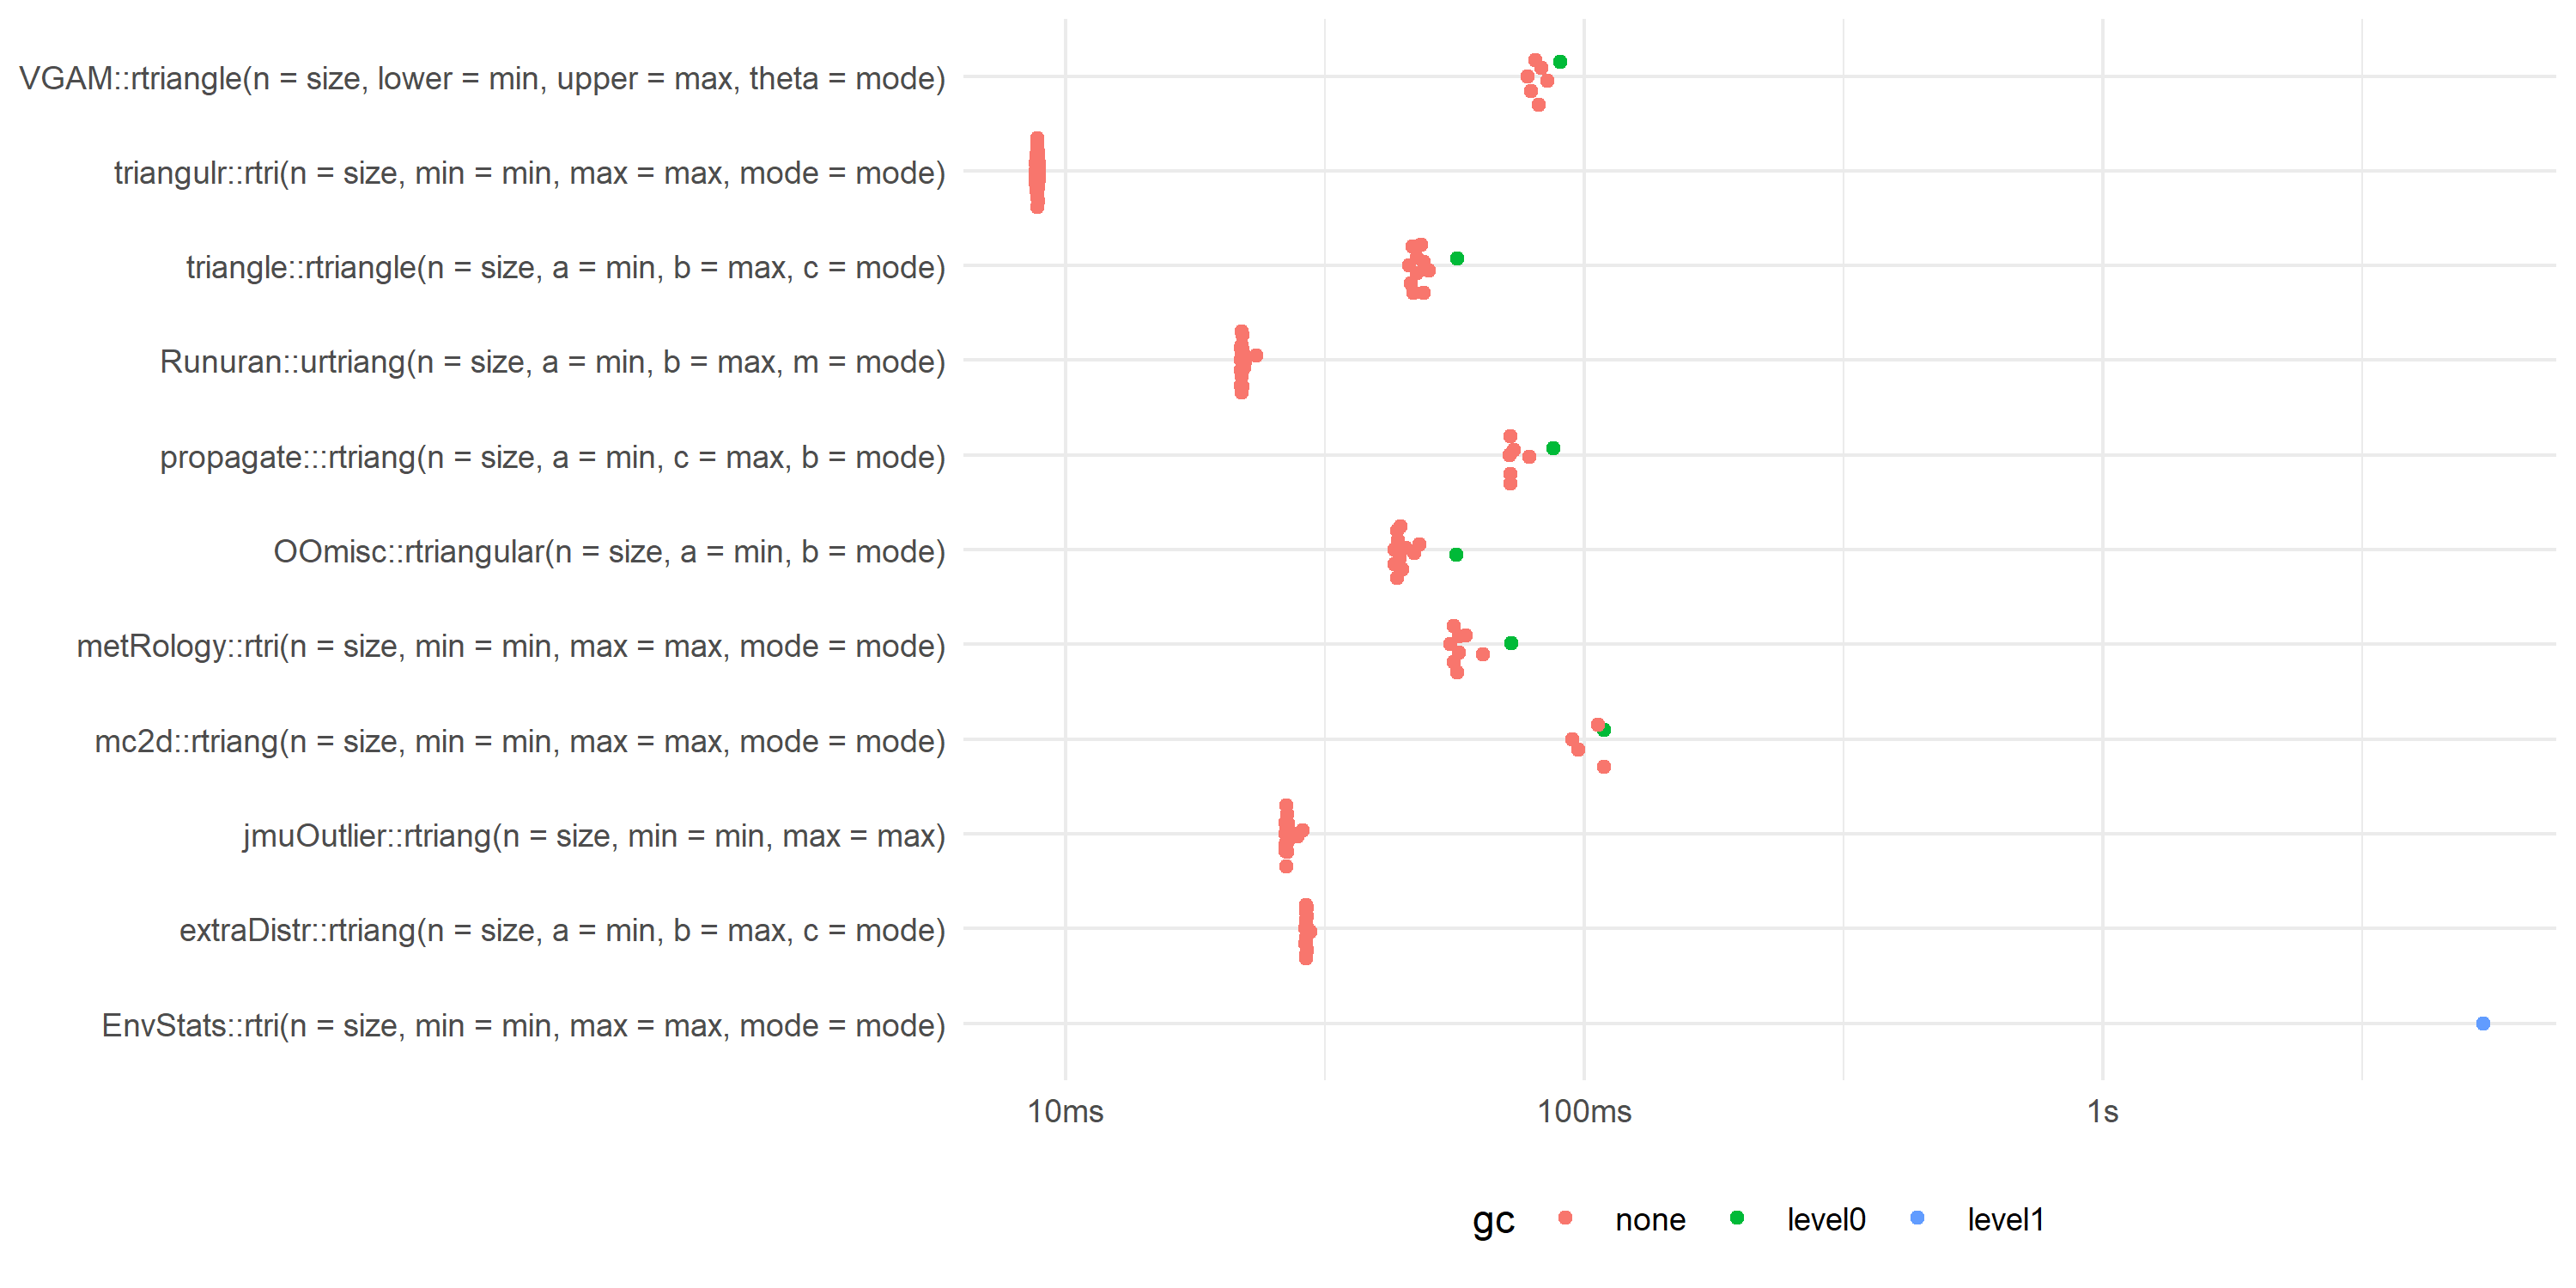 VGAM::rtriangle(n = size, lower = min, upper = max, theta = mode)
triangulr::rtri(n = size, min = min, max = max, mode = mode)
triangle::rtriangle(n = size, a = min, b = max, c = mode)
Runuran::urtriang(n = size, a = min, b = max, m = mode)
propagate:::rtriang(n = size, a = min, c = max, b = mode)
OOmisc::rtriangular(n = size, a = min, b = mode)
metRology::rtri(n = size, min = min, max = max, mode = mode)
mc2d::rtriang(n = size, min = min, max = max, mode = mode)
jmuOutlier::rtriang(n = size, min = min, max = max)
extraDistr::rtriang(n = size, a = min, b = max, c = mode)
EnvStats::rtri(n = size, min = min, max = max, mode = mode)
10ms 100ms 1s
gc none level0 level1